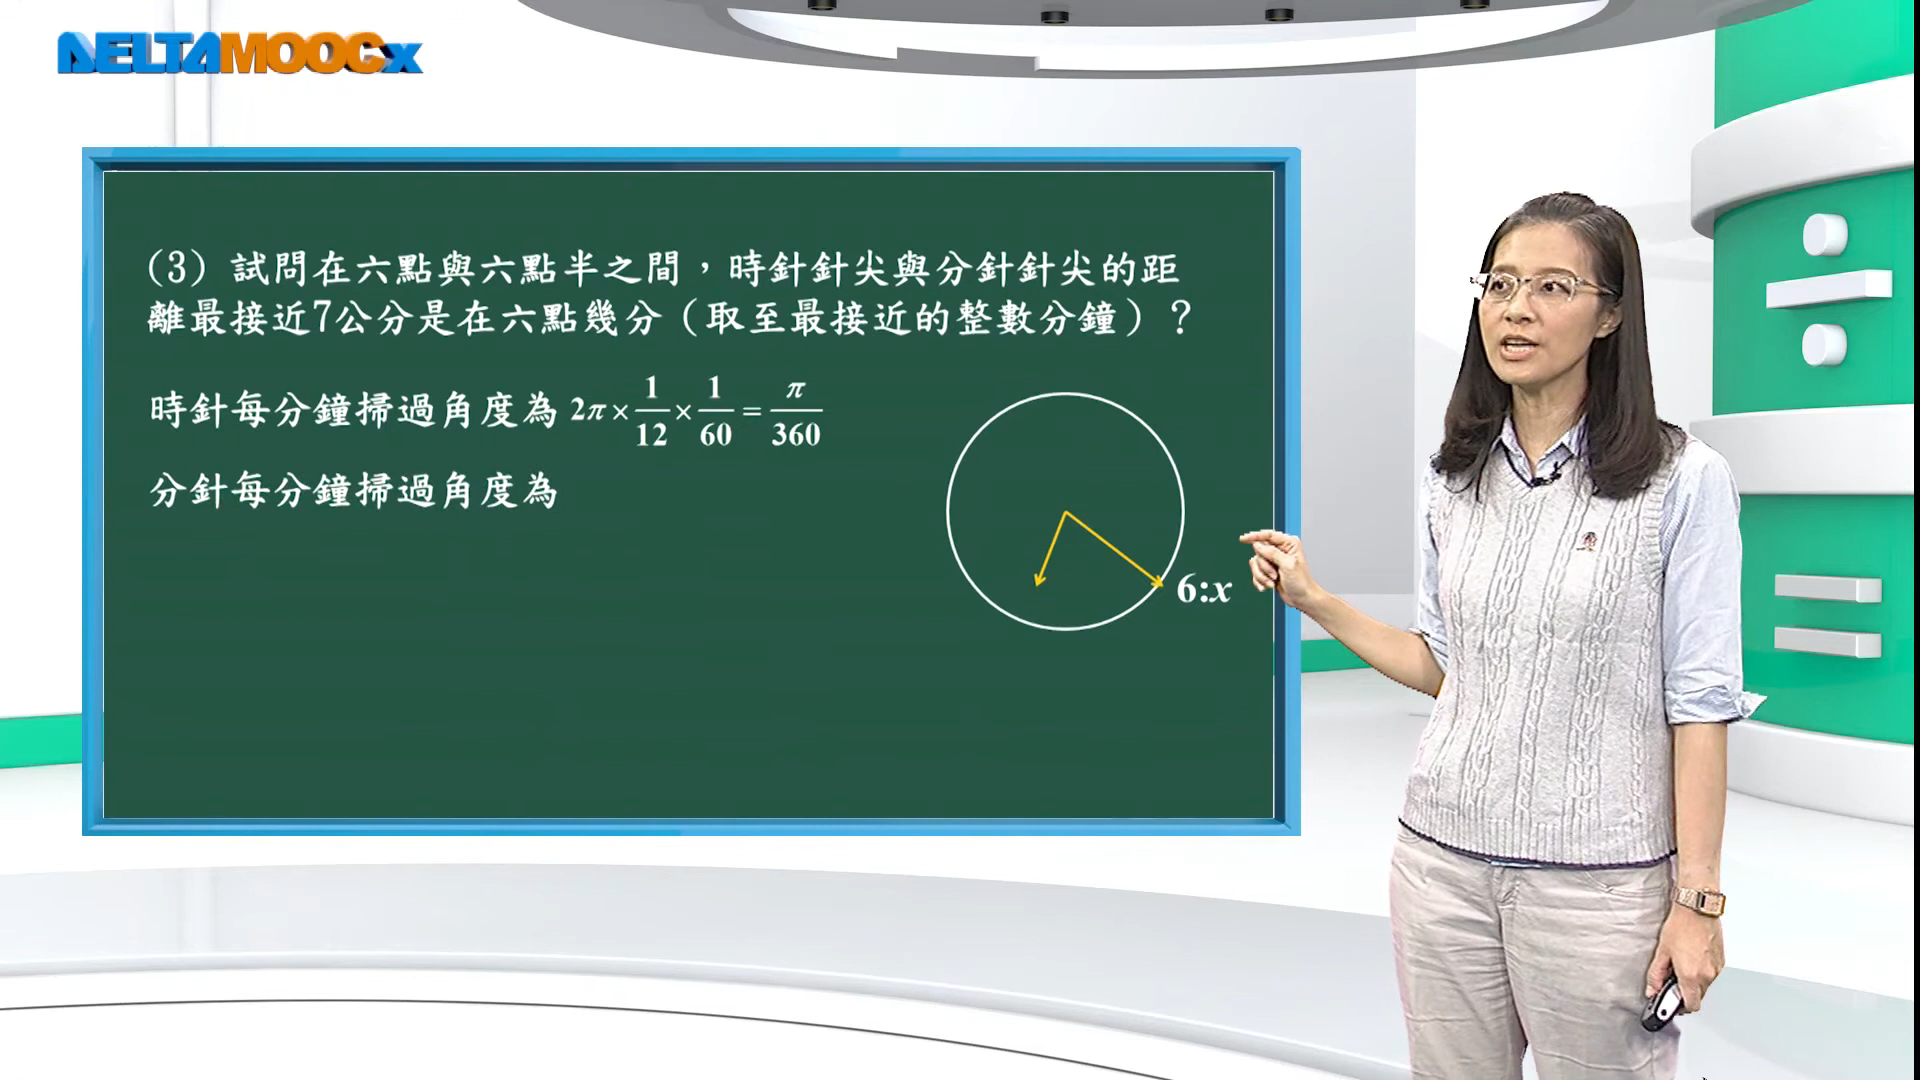 DELTAMOOCx
(3) 試問在六點與六點半之間，時針針尖與分針針尖的距
離最接近7公分是在六點幾分（取至最接近的整數分鐘）？
時針每分鐘掃過角度為 2π × 1/12 × 1/60 = π/360
分針每分鐘掃過角度為
6:x